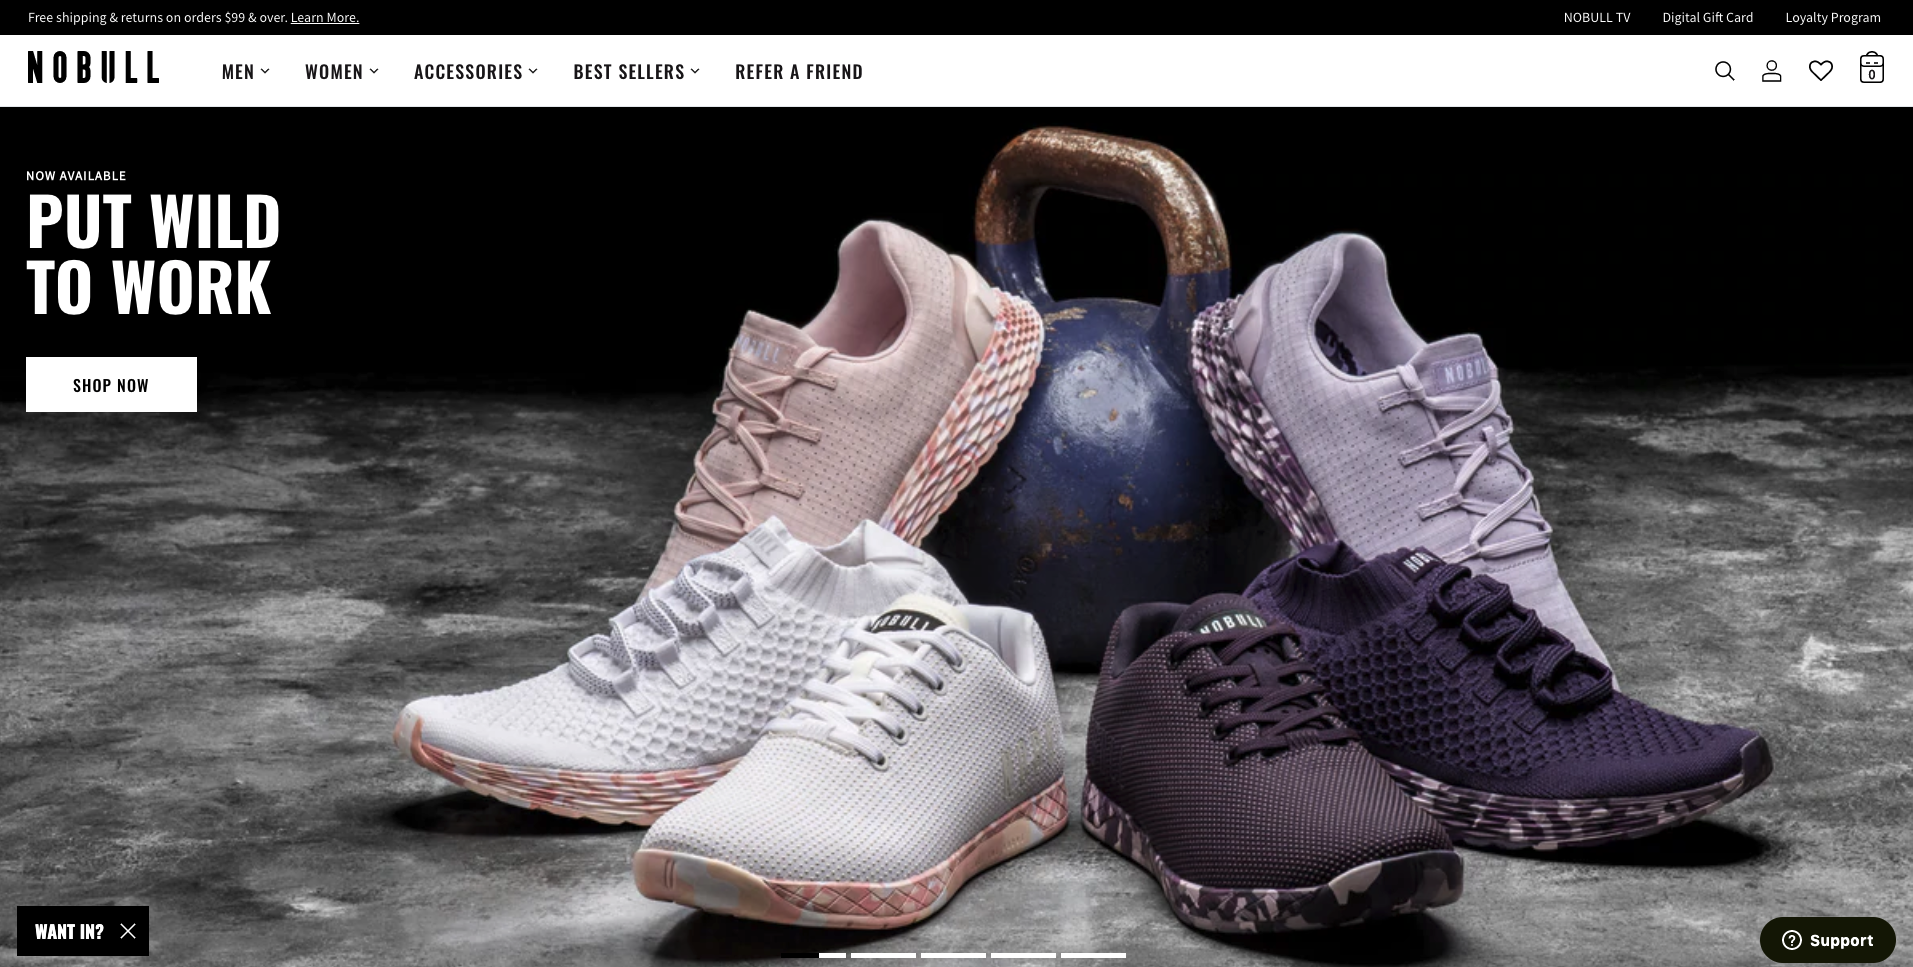 Free shipping & returns on orders $99 & over. Learn More.
NOBULL TV Digital Gift Card Loyalty Program
NOBULL MEN WOMEN ACCESSORIES BEST SELLERS REFER A FRIEND 0
NOW AVAILABLE
PUT WILD
TO WORK
SHOP NOW
NOBULL
NOBULL
NOBULL
NOBULL
WANT IN?
Support